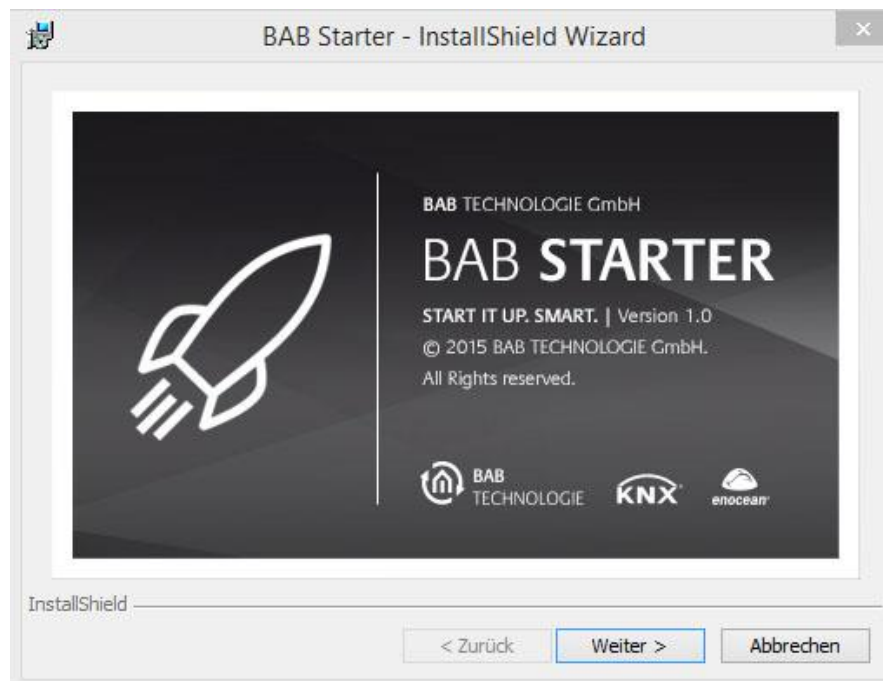 BAB Starter - InstallShield Wizard
BAB TECHNOLOGIE GmbH
BAB STARTER
START IT UP. SMART. | Version 1.0
© 2015 BAB TECHNOLOGIE GmbH.
All Rights reserved.
BAB
TECHNOLOGIE
KNX
enocean
InstallShield
< Zurück
Weiter >
Abbrechen